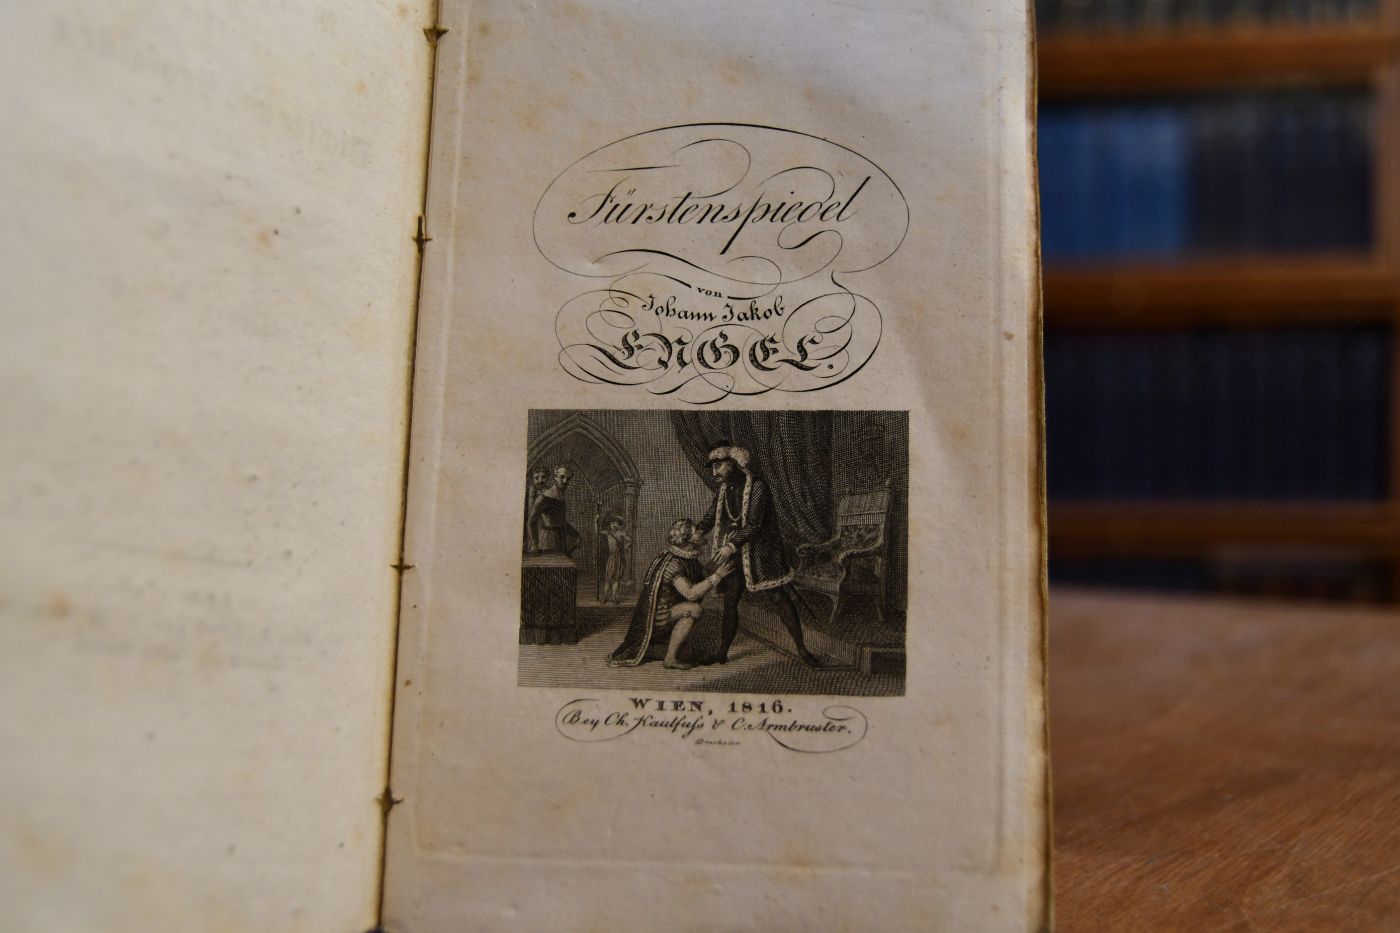 Fürstenspiegel
von
Johann Jakob
ENGEL.
WIEN, 1816.
Bey Ch. Kaulfuſs & C. Armbruster.